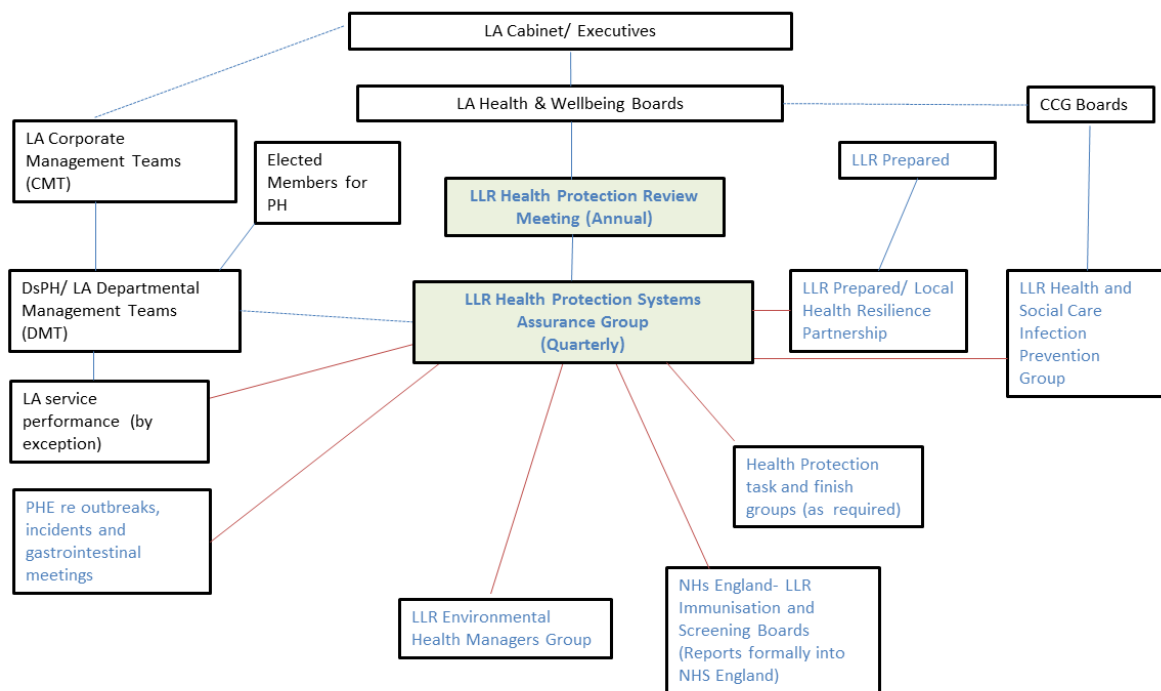 LA Cabinet/ Executives
LA Health & Wellbeing Boards
CCG Boards
LA Corporate
Management Teams
(CMT)
Elected
Members for
PH
LLR Prepared
LLR Health Protection Review
Meeting (Annual)
DsPH/ LA Departmental
Management Teams
(DMT)
LLR Health Protection Systems
Assurance Group
(Quarterly)
LLR Prepared/ Local
Health Resilience
Partnership
LLR Health and
Social Care
Infection
Prevention
Group
LA service
performance (by
exception)
Health Protection
task and finish
groups (as required)
PHE re outbreaks,
incidents and
gastrointestinal
meetings
LLR Environmental
Health Managers Group
NHs England- LLR
Immunisation and
Screening Boards
(Reports formally into
NHS England)